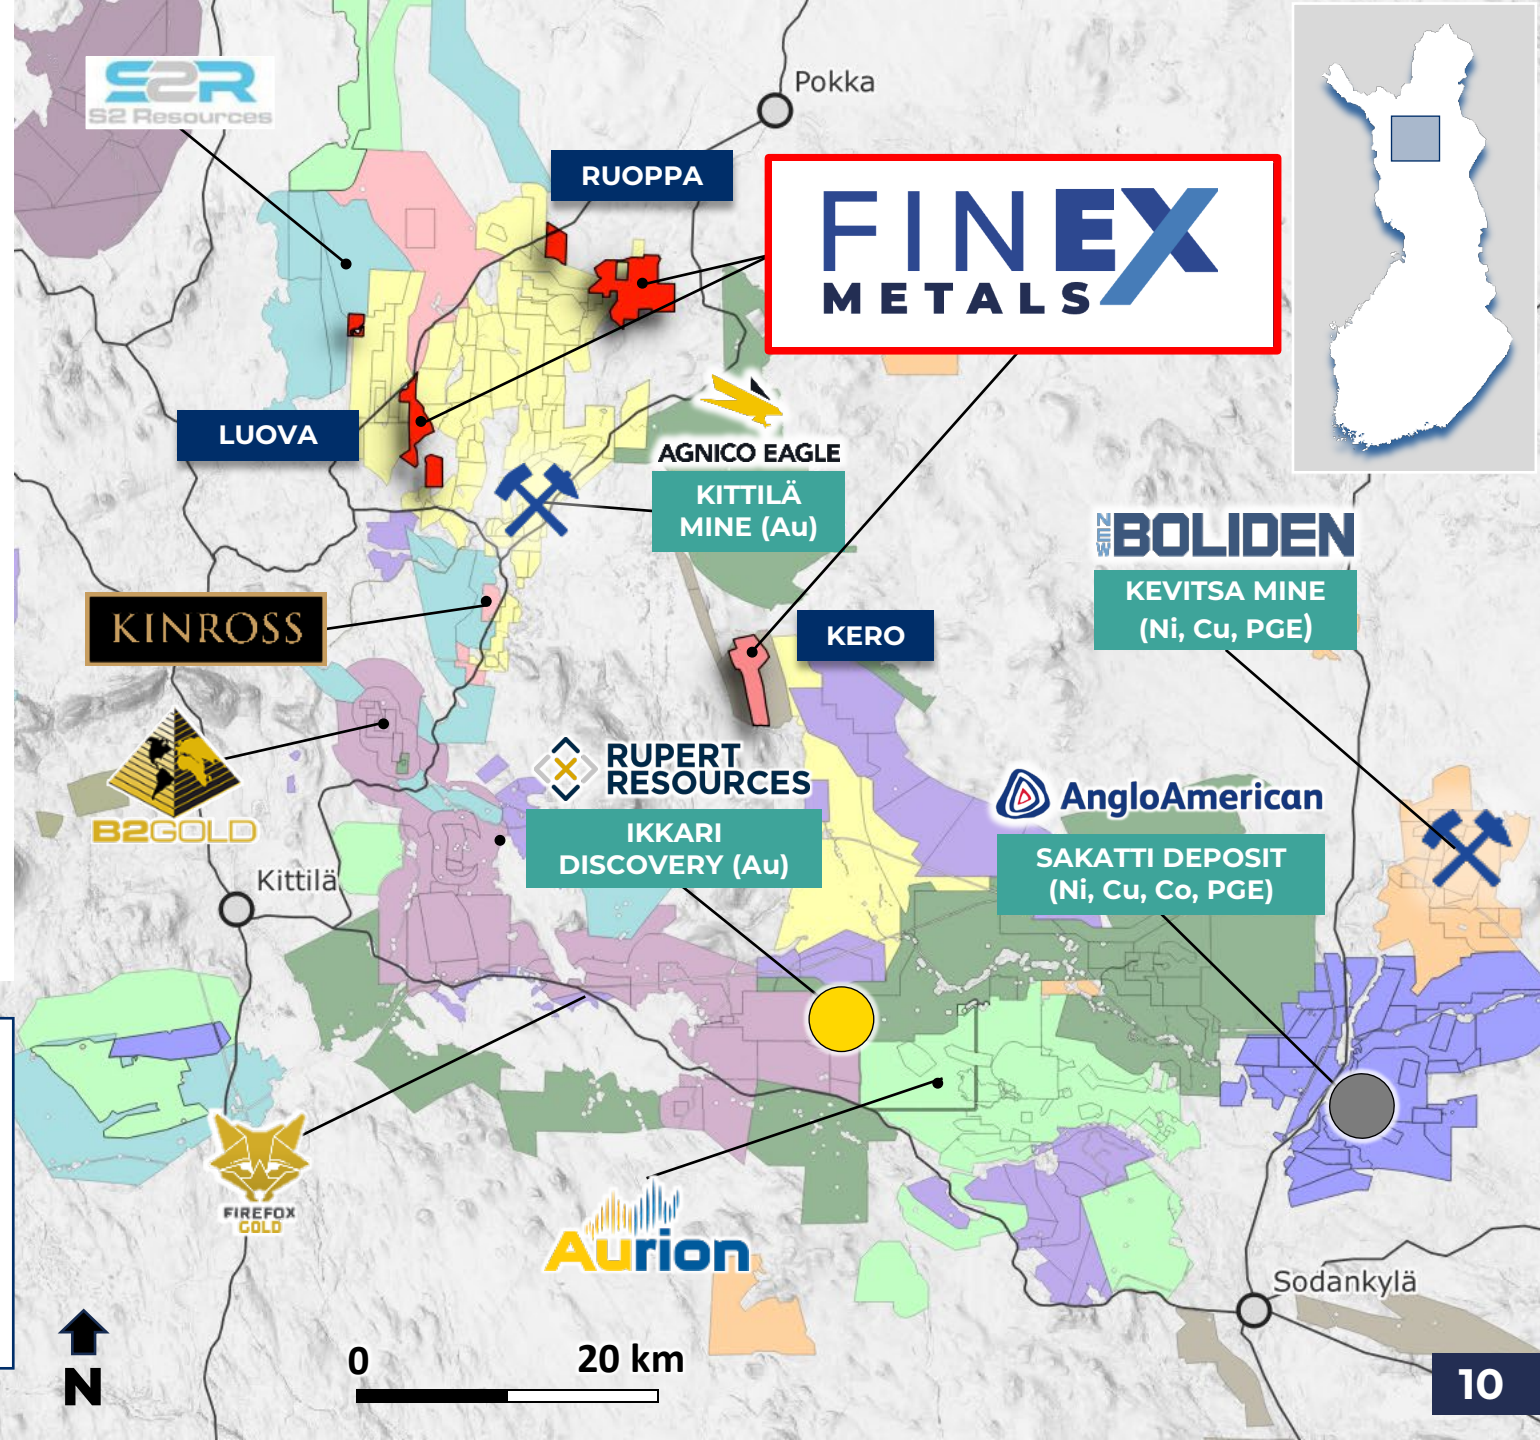 S2R
S2 Resources
Pokka
RUOPPA
FINEX
METALS
LUOVA
AGNICO EAGLE
KITTILÄ
MINE (Au)
NEW BOLIDEN
KEVITSA MINE
(Ni, Cu, PGE)
KINROSS
KERO
B2GOLD
RUPERT
RESOURCES
IKKARI
DISCOVERY (Au)
AngloAmerican
SAKATTI DEPOSIT
(Ni, Cu, Co, PGE)
Kittilä
FIREFOX
GOLD
Aurion
Sodankylä
N
0 20 km
10